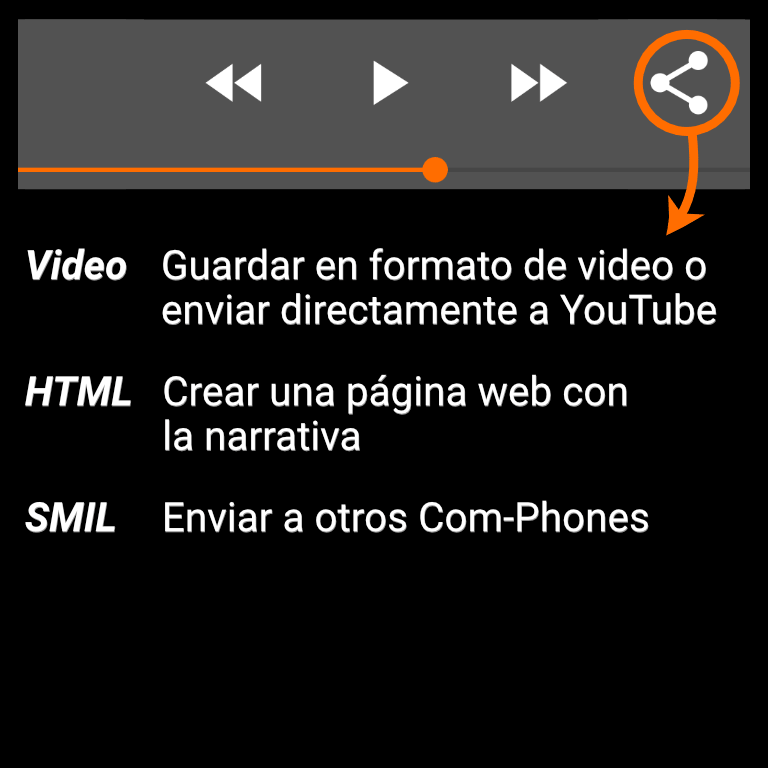 Video Guardar en formato de video o
enviar directamente a YouTube
HTML Crear una página web con
la narrativa
SMIL Enviar a otros Com-Phones